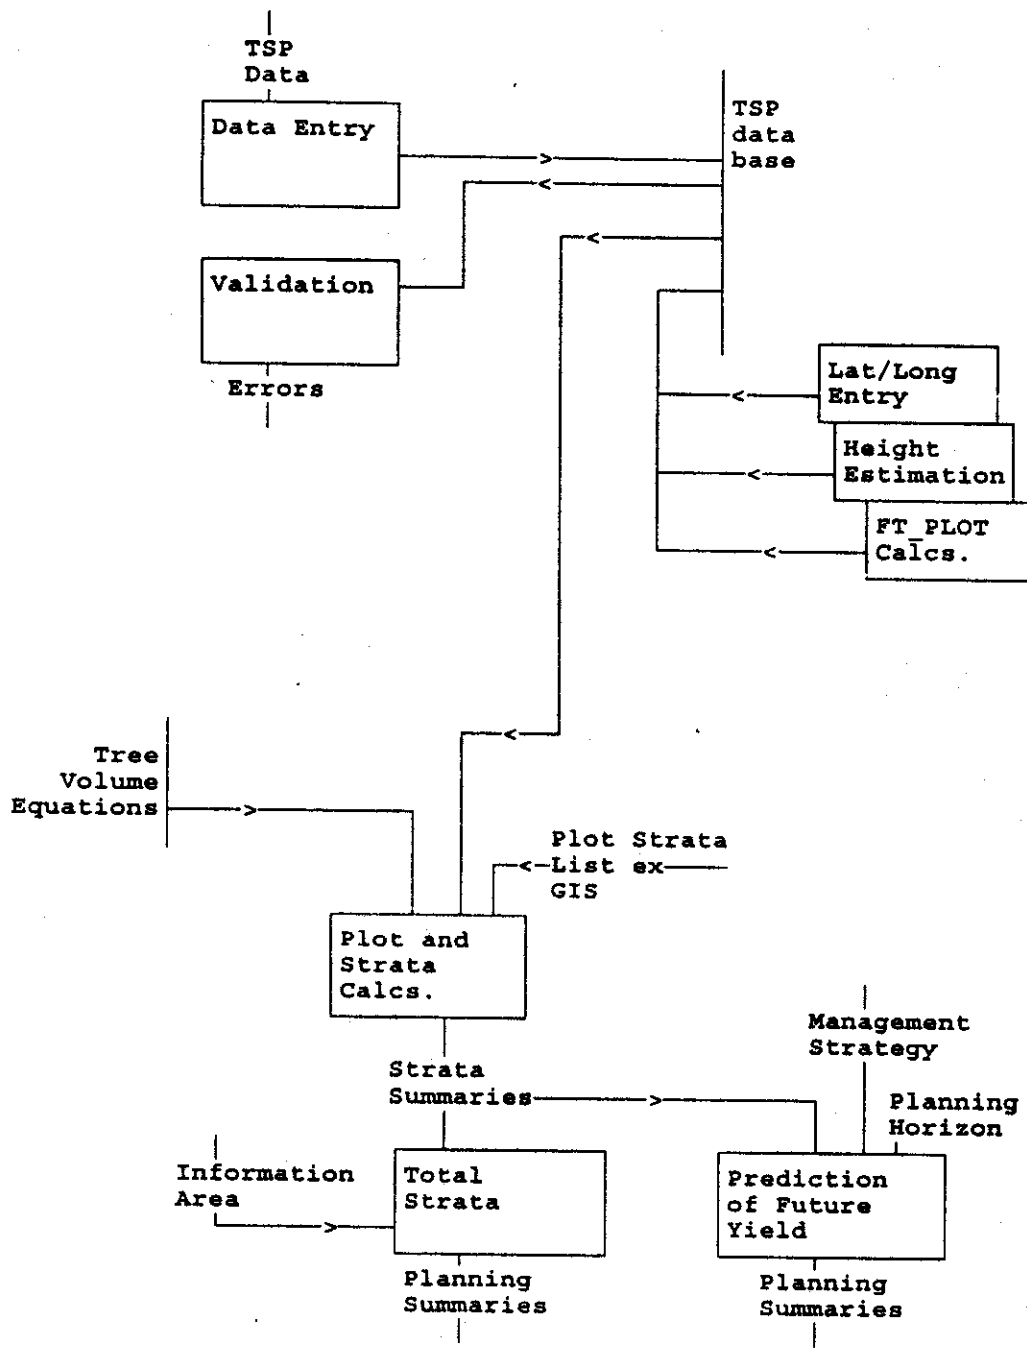 TSP
Data
Data Entry
TSP
data
base
Validation
Errors
Lat/Long
Entry
Height
Estimation
FT_PLOT
Calcs.
Tree
Volume
Equations
Plot Strata
List ex
GIS
Plot and
Strata
Calcs.
Management
Strategy
Strata
Summaries
Planning
Horizon
Information
Area
Total
Strata
Prediction
of Future
Yield
Planning
Summaries
Planning
Summaries